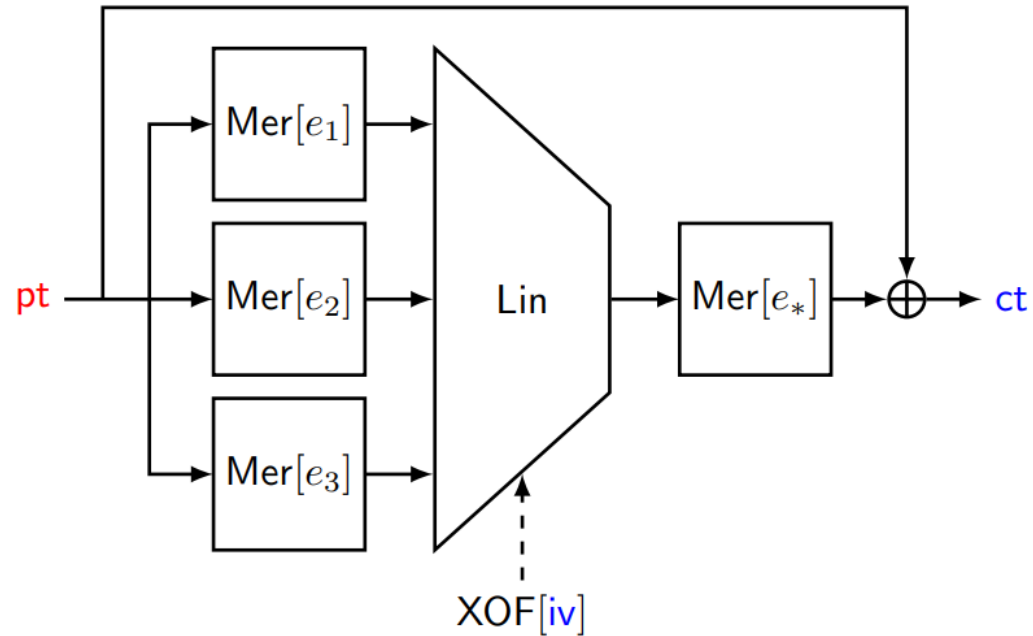 Mer[e₁]
pt
Mer[e₂]
Lin
Mer[e∗]
ct
Mer[e₃]
XOF[iv]